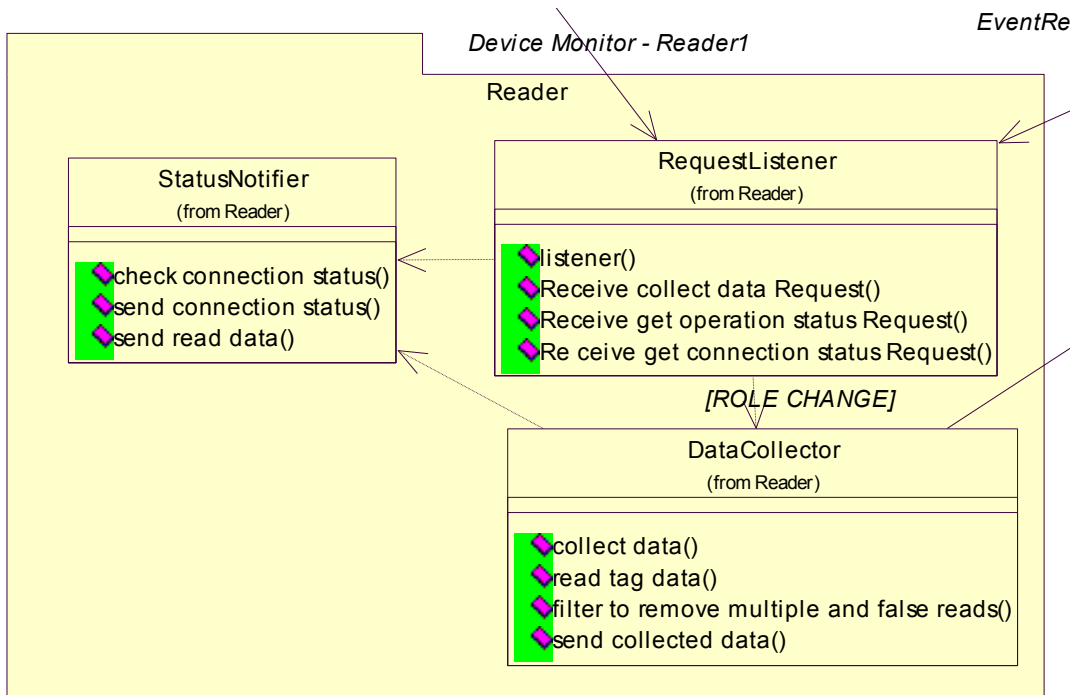 Device Monitor - Reader1
EventRe
Reader
StatusNotifier
(from Reader)
check connection status()
send connection status()
send read data()
RequestListener
(from Reader)
listener()
Receive collect data Request()
Receive get operation status Request()
Re ceive get connection status Request()
[ROLE CHANGE]
DataCollector
(from Reader)
collect data()
read tag data()
filter to remove multiple and false reads()
send collected data()